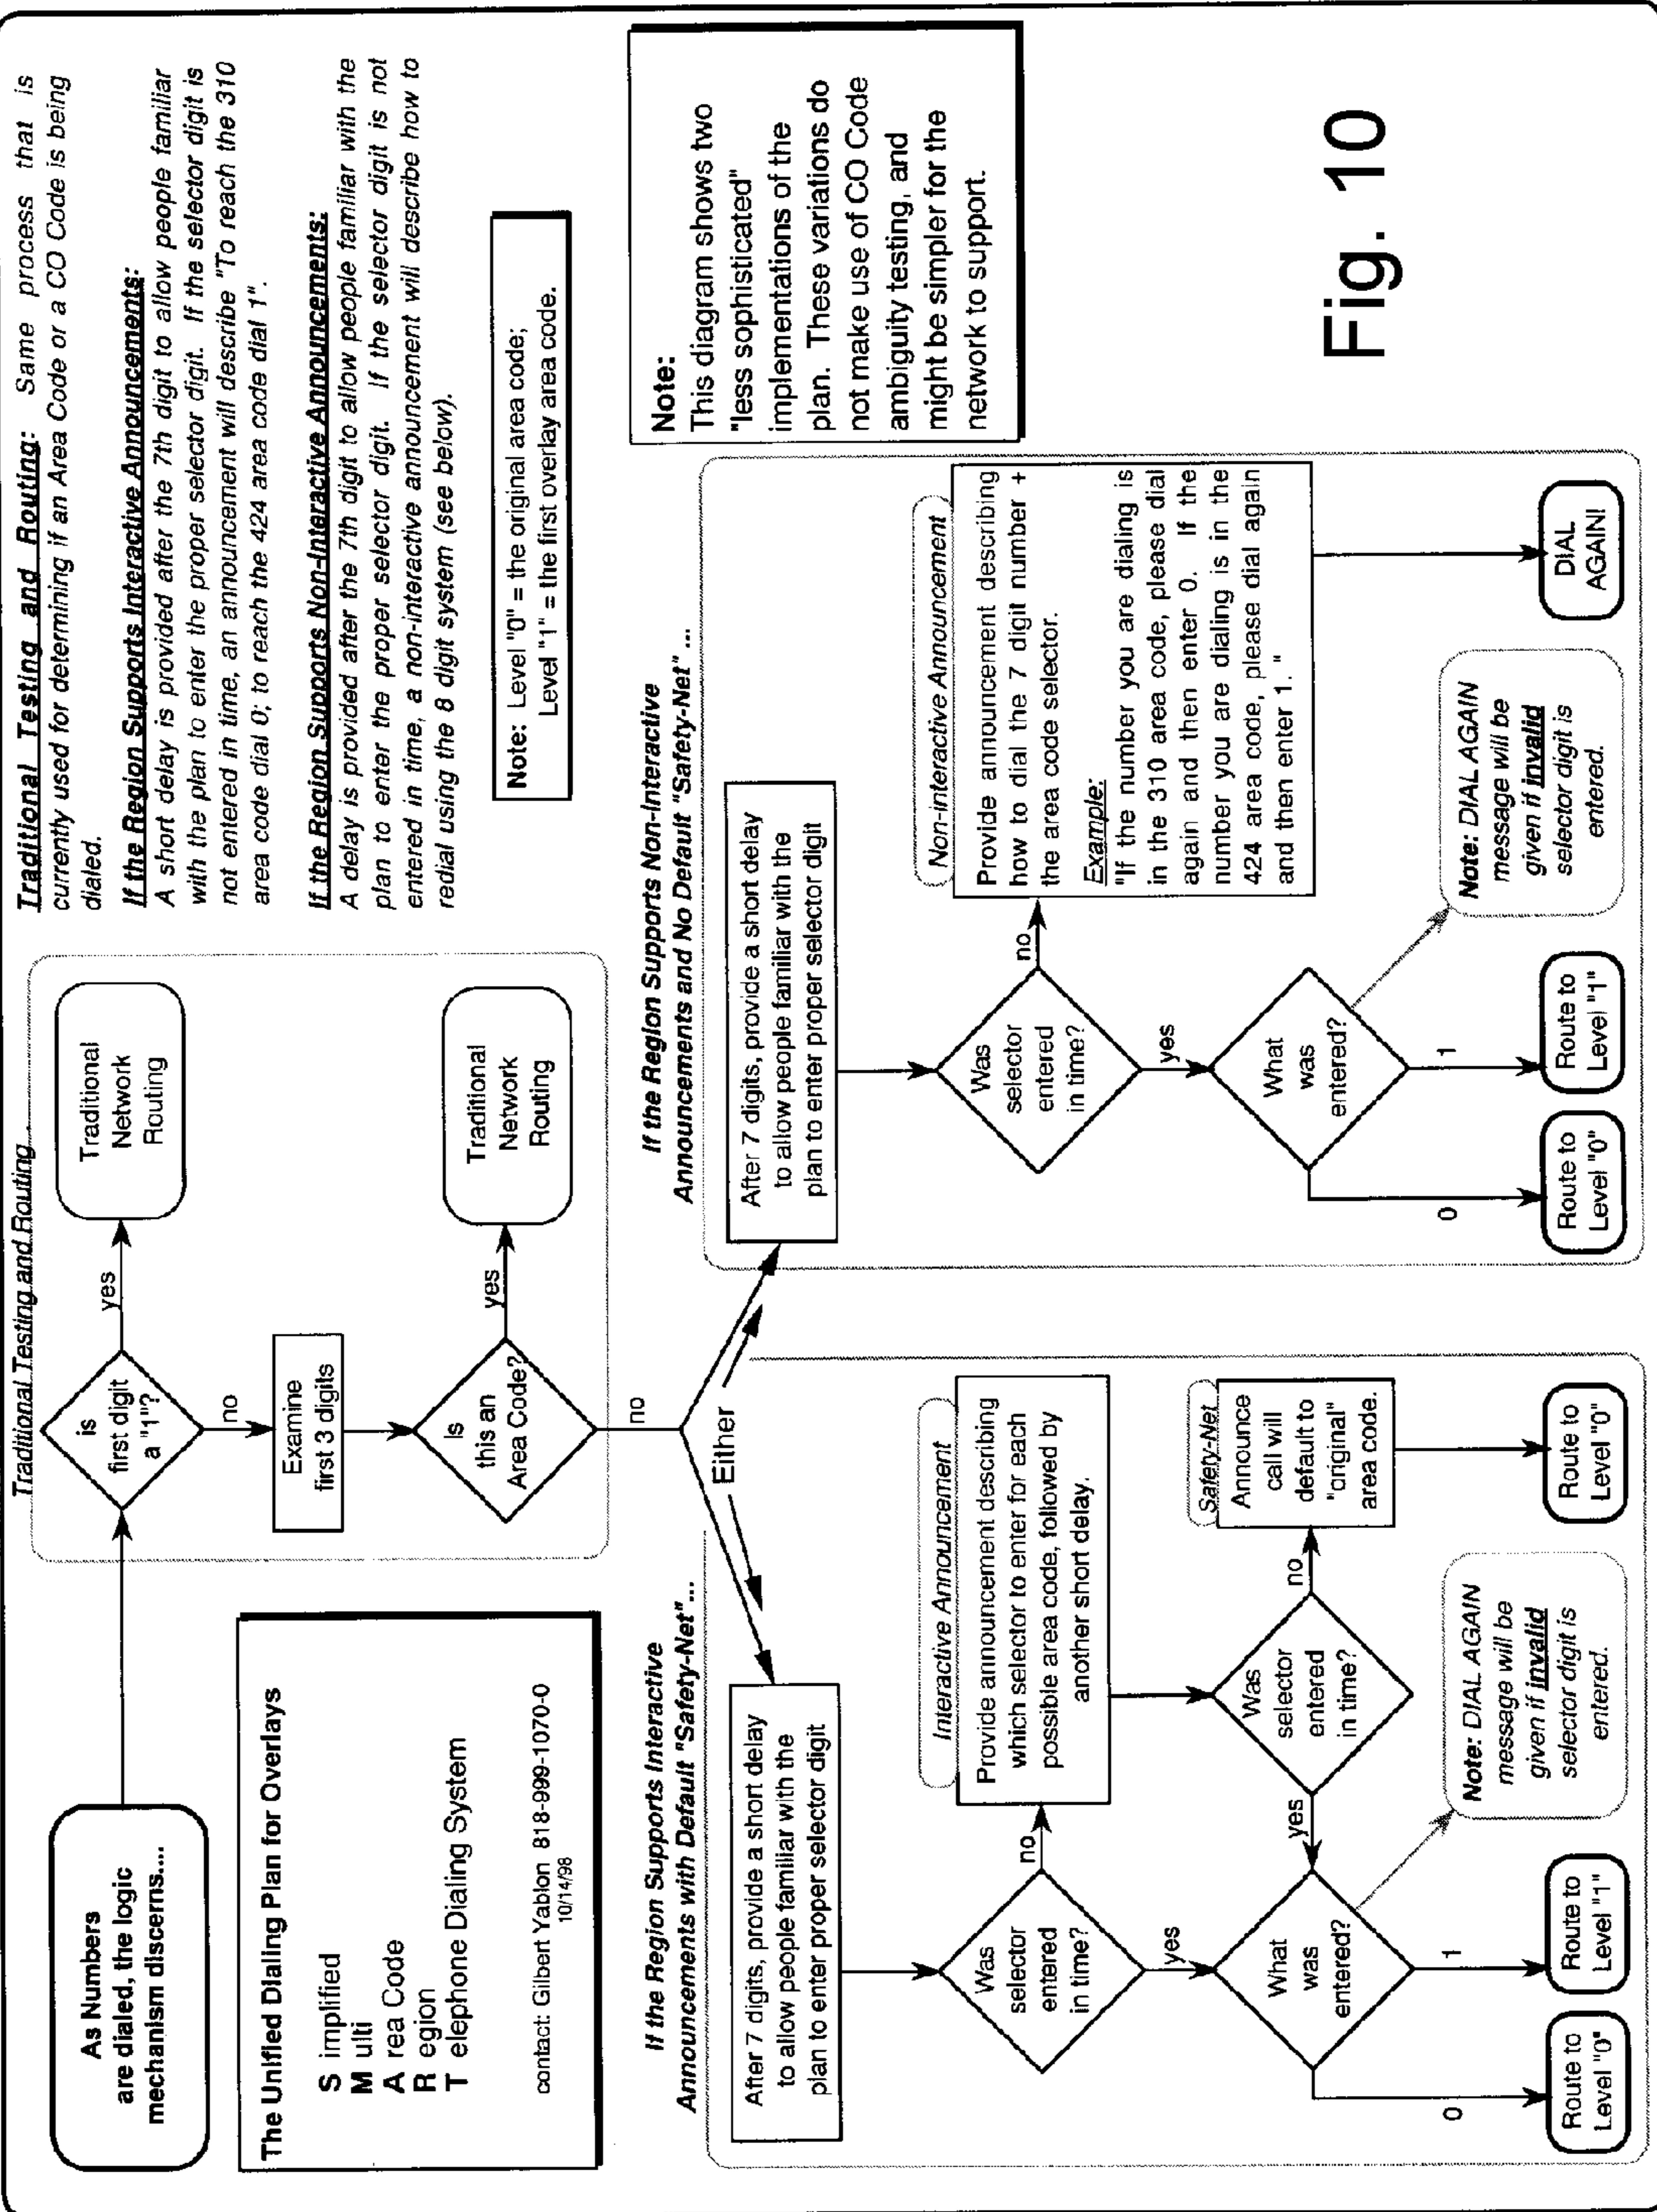 As Numbers
are dialed, the logic
mechanism discerns....
The Unified Dialing Plan for Overlays
S implified
M ulti
A rea Code
R egion
T elephone Dialing System
contact: Gilbert Yablon 818-999-1070-0
10/14/98
Traditional Testing and Routing
is
first digit
a "1"?
yes
Traditional
Network
Routing
no
Examine
first 3 digits
Is
this an
Area Code?
yes
Traditional
Network
Routing
no
Either
Traditional Testing and Routing: Same process that is
currently used for determining if an Area Code or a CO Code is being
dialed.
If the Region Supports Interactive Announcements:
A short delay is provided after the 7th digit to allow people familiar
with the plan to enter the proper selector digit. If the selector digit is
not entered in time, an announcement will describe "To reach the 310
area code dial 0; to reach the 424 area code dial 1".
If the Region Supports Non-Interactive Announcements:
A delay is provided after the 7th digit to allow people familiar with the
plan to enter the proper selector digit. If the selector digit is not
entered in time, a non-interactive announcement will describe how to
redial using the 8 digit system (see below).
Note: Level "0" = the original area code;
Level "1" = the first overlay area code.
If the Region Supports Interactive
Announcements with Default "Safety-Net"...
After 7 digits, provide a short delay
to allow people familiar with the
plan to enter proper selector digit
Was
selector
entered
in time?
no
Interactive Announcement
Provide announcement describing
which selector to enter for each
possible area code, followed by
another short delay.
yes
Was
selector
entered
in time?
no
Safety-Net
Announce
call will
default to
"original"
area code.
yes
What
was
entered?
Note: DIAL AGAIN
message will be
given if invalid
selector digit is
entered.
0
1
Route to
Level "0"
Route to
Level "1"
Route to
Level "0"
If the Region Supports Non-Interactive
Announcements and No Default "Safety-Net" ...
After 7 digits, provide a short delay
to allow people familiar with the
plan to enter proper selector digit
Was
selector
entered
in time?
no
Non-interactive Announcement
Provide announcement describing
how to dial the 7 digit number +
the area code selector.
Example:
"If the number you are dialing is
in the 310 area code, please dial
again and then enter 0. If the
number you are dialing is in the
424 area code, please dial again
and then enter 1. "
yes
What
was
entered?
Note: DIAL AGAIN
message will be
given if invalid
selector digit is
entered.
0
1
Route to
Level "0"
Route to
Level "1"
DIAL
AGAIN!
Note:
This diagram shows two
"less sophisticated"
implementations of the
plan. These variations do
not make use of CO Code
ambiguity testing, and
might be simpler for the
network to support.
Fig. 10